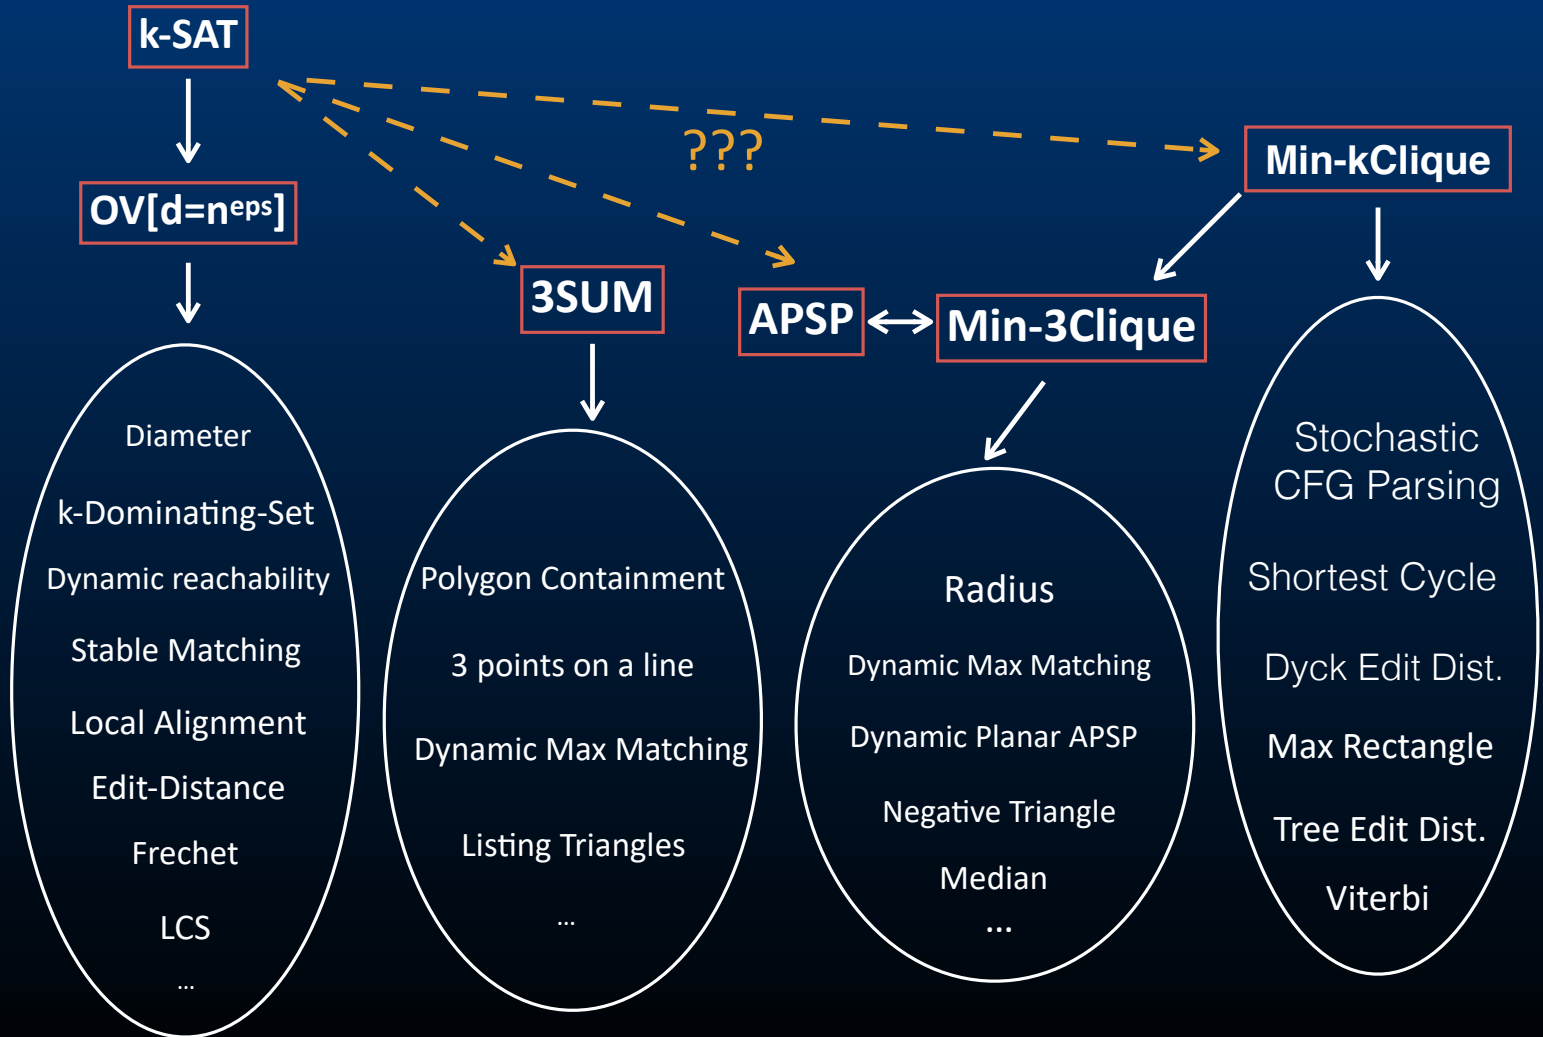 k-SAT
???
Min-kClique
OV[d=n^eps]
3SUM
APSP
Min-3Clique
Diameter
k-Dominating-Set
Dynamic reachability
Stable Matching
Local Alignment
Edit-Distance
Frechet
LCS
...
Polygon Containment
3 points on a line
Dynamic Max Matching
Listing Triangles
...
Radius
Dynamic Max Matching
Dynamic Planar APSP
Negative Triangle
Median
...
Stochastic
CFG Parsing
Shortest Cycle
Dyck Edit Dist.
Max Rectangle
Tree Edit Dist.
Viterbi